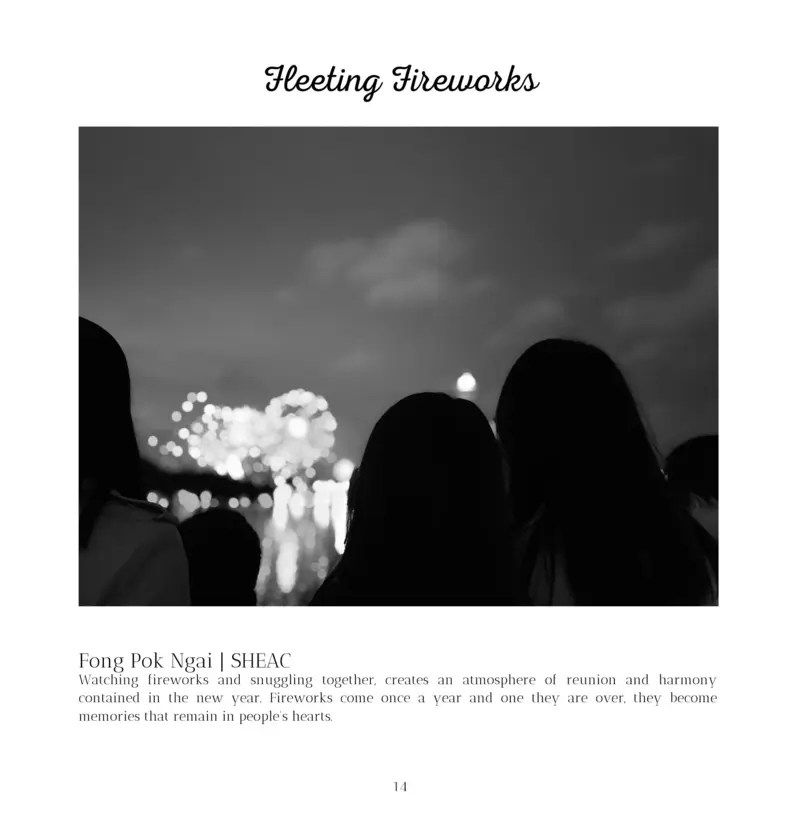 Fleeting Fireworks
Fong Pok Ngai | SHEAC
Watching fireworks and snuggling together, creates an atmosphere of reunion and harmony
contained in the new year. Fireworks come once a year and one they are over, they become
memories that remain in people's hearts.
14